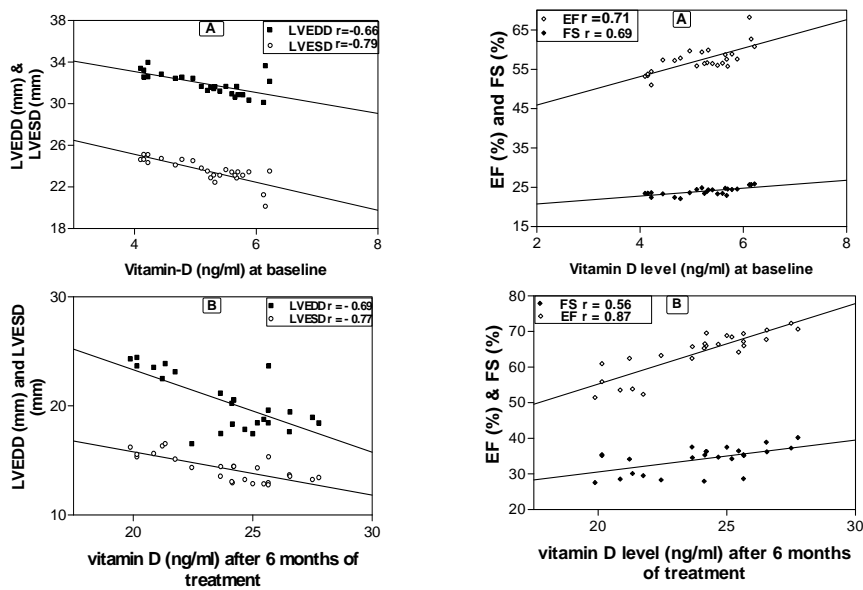 A
LVEDD r=-0.66
LVESD r=-0.79
38
34
30
26
22
18
LVEDD (mm) &
LVESD (mm)
4
6
8
Vitamin-D (ng/ml) at baseline
A
EF r = 0.71
FS r = 0.69
65
55
45
35
25
15
EF (%) and FS (%)
2
4
6
8
Vitamin D level (ng/ml) at baseline
B
LVEDD r = - 0.69
LVESD r = - 0.77
30
20
10
LVEDD (mm) and LVESD
(mm)
20
25
30
vitamin D (ng/ml) after 6 months of
treatment
B
FS r = 0.56
EF r = 0.87
80
70
60
50
40
30
20
EF (%) & FS (%)
20
25
30
vitamin D level (ng/ml) after 6 months
of treatment